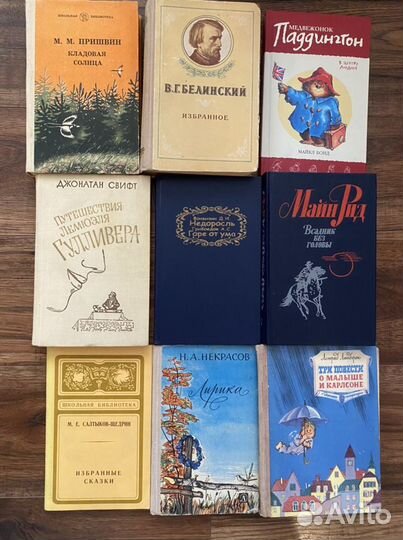 ШКОЛЬНАЯ БИБЛИОТЕКА
М. М. ПРИШВИН
КЛАДОВАЯ
СОЛНЦА
В.Г. БЕЛИНСКИЙ
ИЗБРАННОЕ
МЕДВЕЖОНОК
Паддингтон
МАЙКЛ БОНД
ДЖОНАТАН СВИФТ
ПУТЕШЕСТВИЯ
ЛЕМЮЭЛЯ
ГУЛЛИВЕРА
Фонвизин Д.И.
Недоросль
Грибоедов А.С.
Горе от ума
Майн Рид
Всадник без
головы
ШКОЛЬНАЯ БИБЛИОТЕКА
М. Е. САЛТЫКОВ-ЩЕДРИН
ИЗБРАННЫЕ
СКАЗКИ
Н. А. НЕКРАСОВ
Лирика
Астрид Линдгрен
ТРИ ПОВЕСТИ
О МАЛЫШЕ И КАРЛСОНЕ
Avito